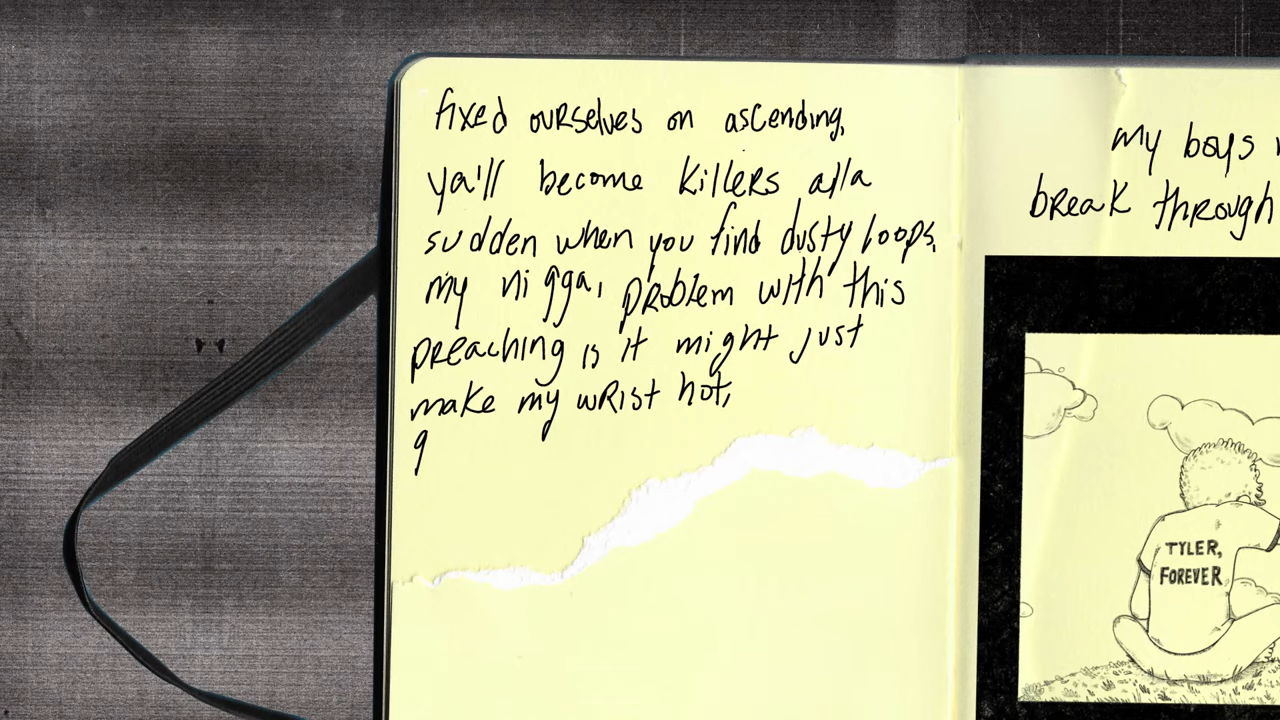 fixed ourselves on ascending,
ya'll become killers alla
sudden when you find dusty loops,
my nigga, problem with this
preaching is it might just
make my wrist hot,
g
my boys
break through
TYLER,
FOREVER